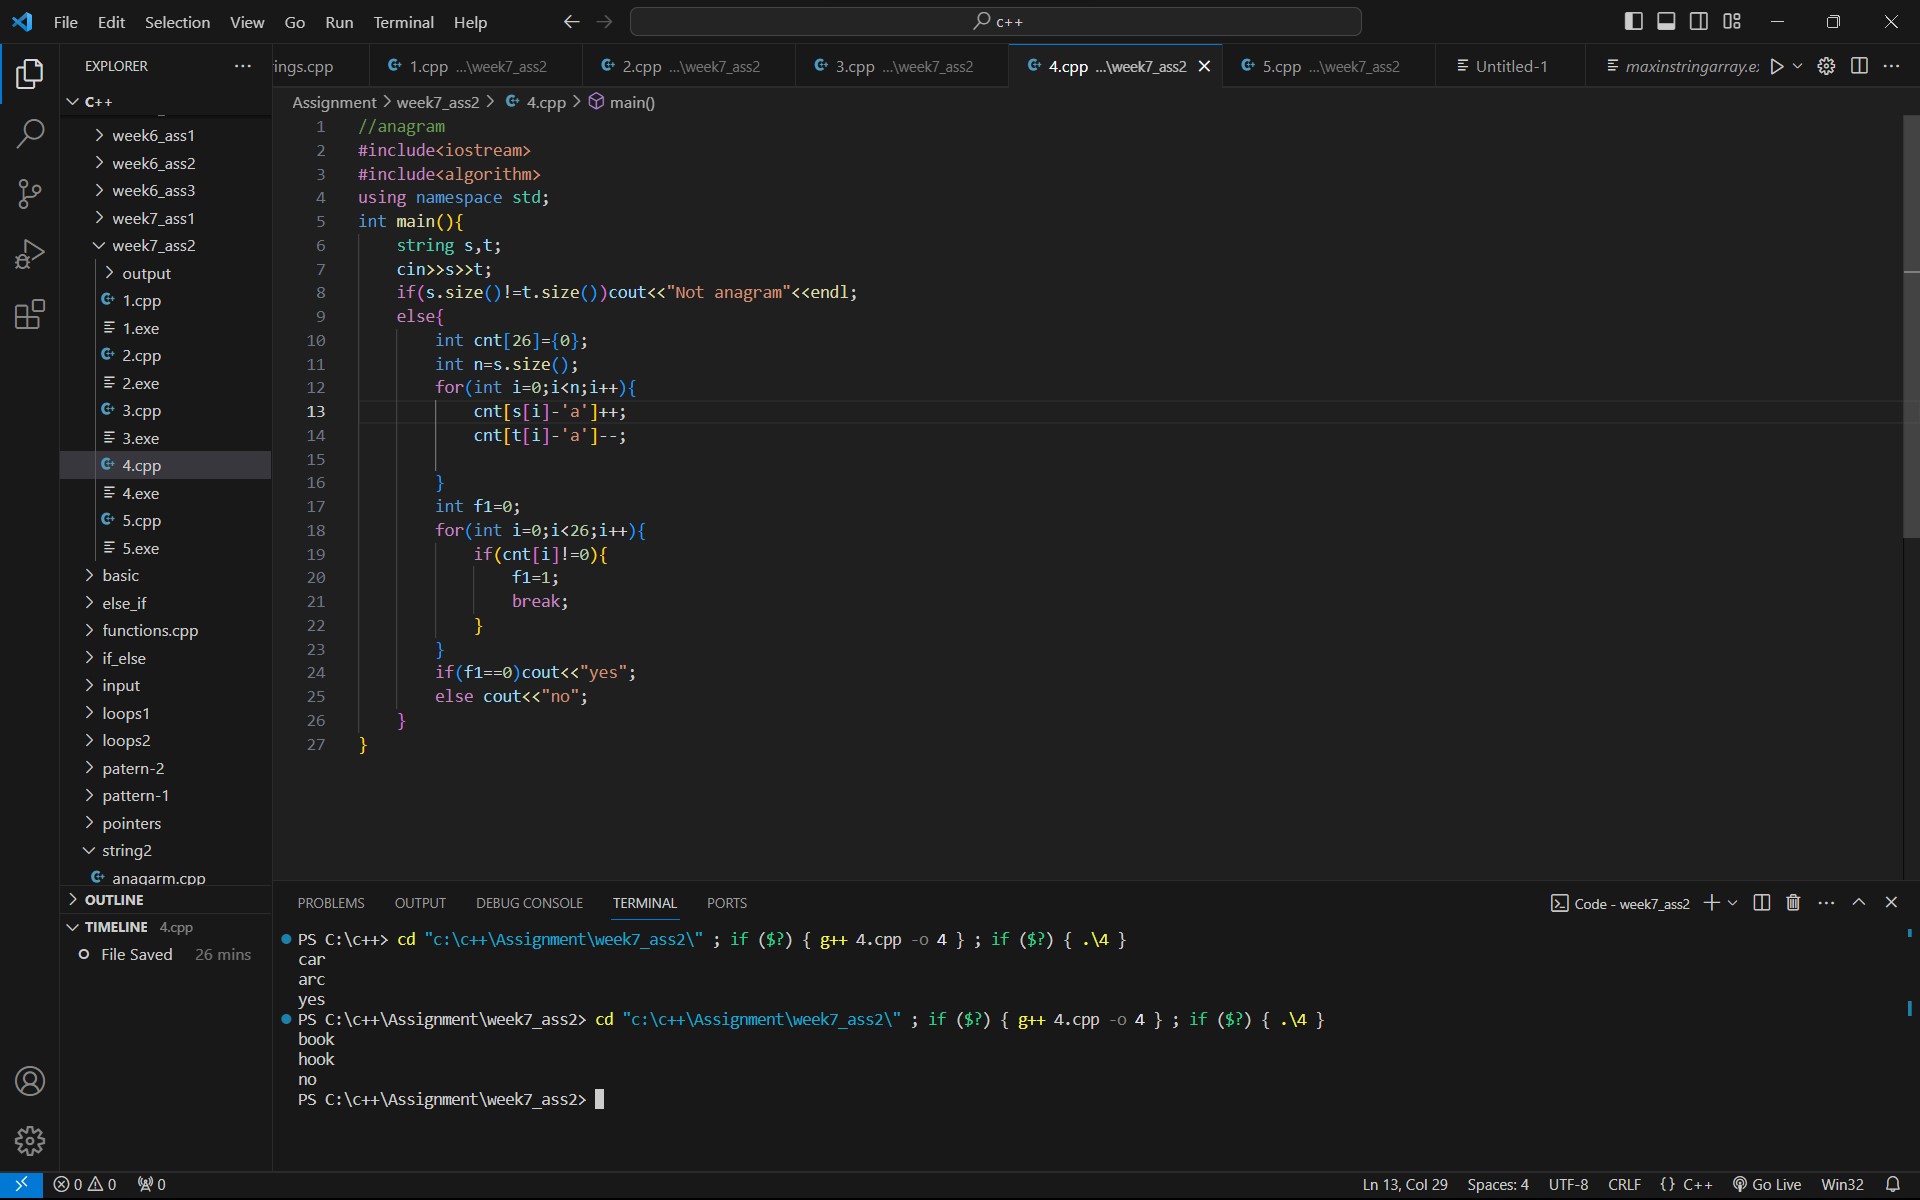 File Edit Selection View Go Run Terminal Help
c++
EXPLORER
ings.cpp
1.cpp ...\week7_ass2
2.cpp ...\week7_ass2
3.cpp ...\week7_ass2
4.cpp ...\week7_ass2
5.cpp ...\week7_ass2
Untitled-1
maxinstringarray.e
Assignment > week7_ass2 > 4.cpp > main()
C++
week6_ass1
week6_ass2
week6_ass3
week7_ass1
week7_ass2
output
1.cpp
1.exe
2.cpp
2.exe
3.cpp
3.exe
4.cpp
4.exe
5.cpp
5.exe
basic
else_if
functions.cpp
if_else
input
loops1
loops2
patern-2
pattern-1
pointers
string2
anagarm.cpp
OUTLINE
TIMELINE 4.cpp
File Saved 26 mins
1 //anagram
2 #include<iostream>
3 #include<algorithm>
4 using namespace std;
5 int main(){
6 string s,t;
7 cin>>s>>t;
8 if(s.size()!=t.size())cout<<"Not anagram"<<endl;
9 else{
10 int cnt[26]={0};
11 int n=s.size();
12 for(int i=0;i<n;i++){
13 cnt[s[i]-'a']++;
14 cnt[t[i]-'a']--;
15
16 }
17 int f1=0;
18 for(int i=0;i<26;i++){
19 if(cnt[i]!=0){
20 f1=1;
21 break;
22 }
23 }
24 if(f1==0)cout<<"yes";
25 else cout<<"no";
26 }
27 }
PROBLEMS OUTPUT DEBUG CONSOLE TERMINAL PORTS
Code - week7_ass2
PS C:\c++> cd "c:\c++\Assignment\week7_ass2\" ; if ($?) { g++ 4.cpp -o 4 } ; if ($?) { .\4 }
car
arc
yes
PS C:\c++\Assignment\week7_ass2> cd "c:\c++\Assignment\week7_ass2\" ; if ($?) { g++ 4.cpp -o 4 } ; if ($?) { .\4 }
book
hook
no
PS C:\c++\Assignment\week7_ass2>
0 0 0
Ln 13, Col 29 Spaces: 4 UTF-8 CRLF {} C++ Go Live Win32